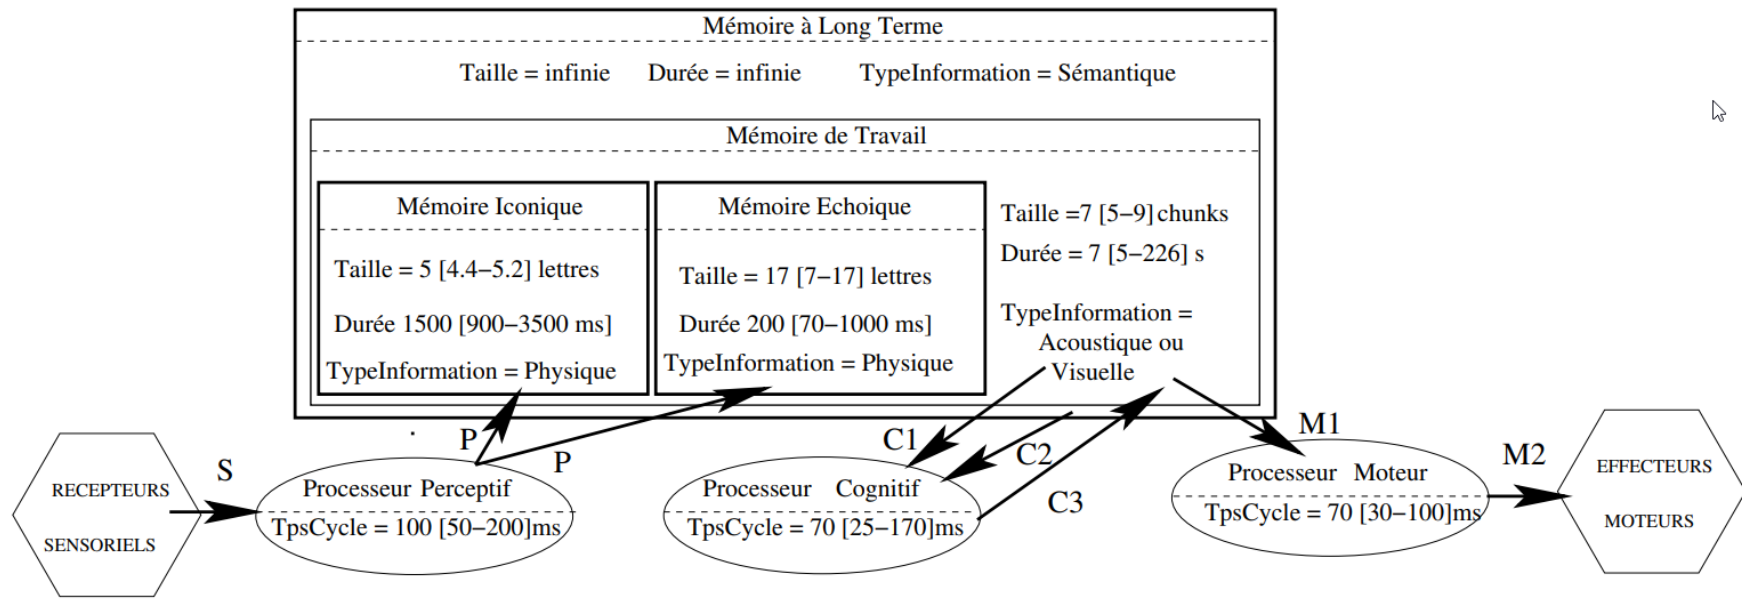 Mémoire à Long Terme
Taille = infinie Durée = infinie TypeInformation = Sémantique
Mémoire de Travail
Mémoire Iconique
Taille = 5 [4.4−5.2] lettres
Durée 1500 [900−3500 ms]
TypeInformation = Physique
Mémoire Echoique
Taille = 17 [7−17] lettres
Durée 200 [70−1000 ms]
TypeInformation = Physique
Taille =7 [5−9] chunks
Durée = 7 [5−226] s
TypeInformation =
Acoustique ou
Visuelle
P
P
C1
C2
C3
M1
M2
S
RECEPTEURS
SENSORIELS
Processeur Perceptif
TpsCycle = 100 [50−200]ms
Processeur Cognitif
TpsCycle = 70 [25−170]ms
Processeur Moteur
TpsCycle = 70 [30−100]ms
EFFECTEURS
MOTEURS